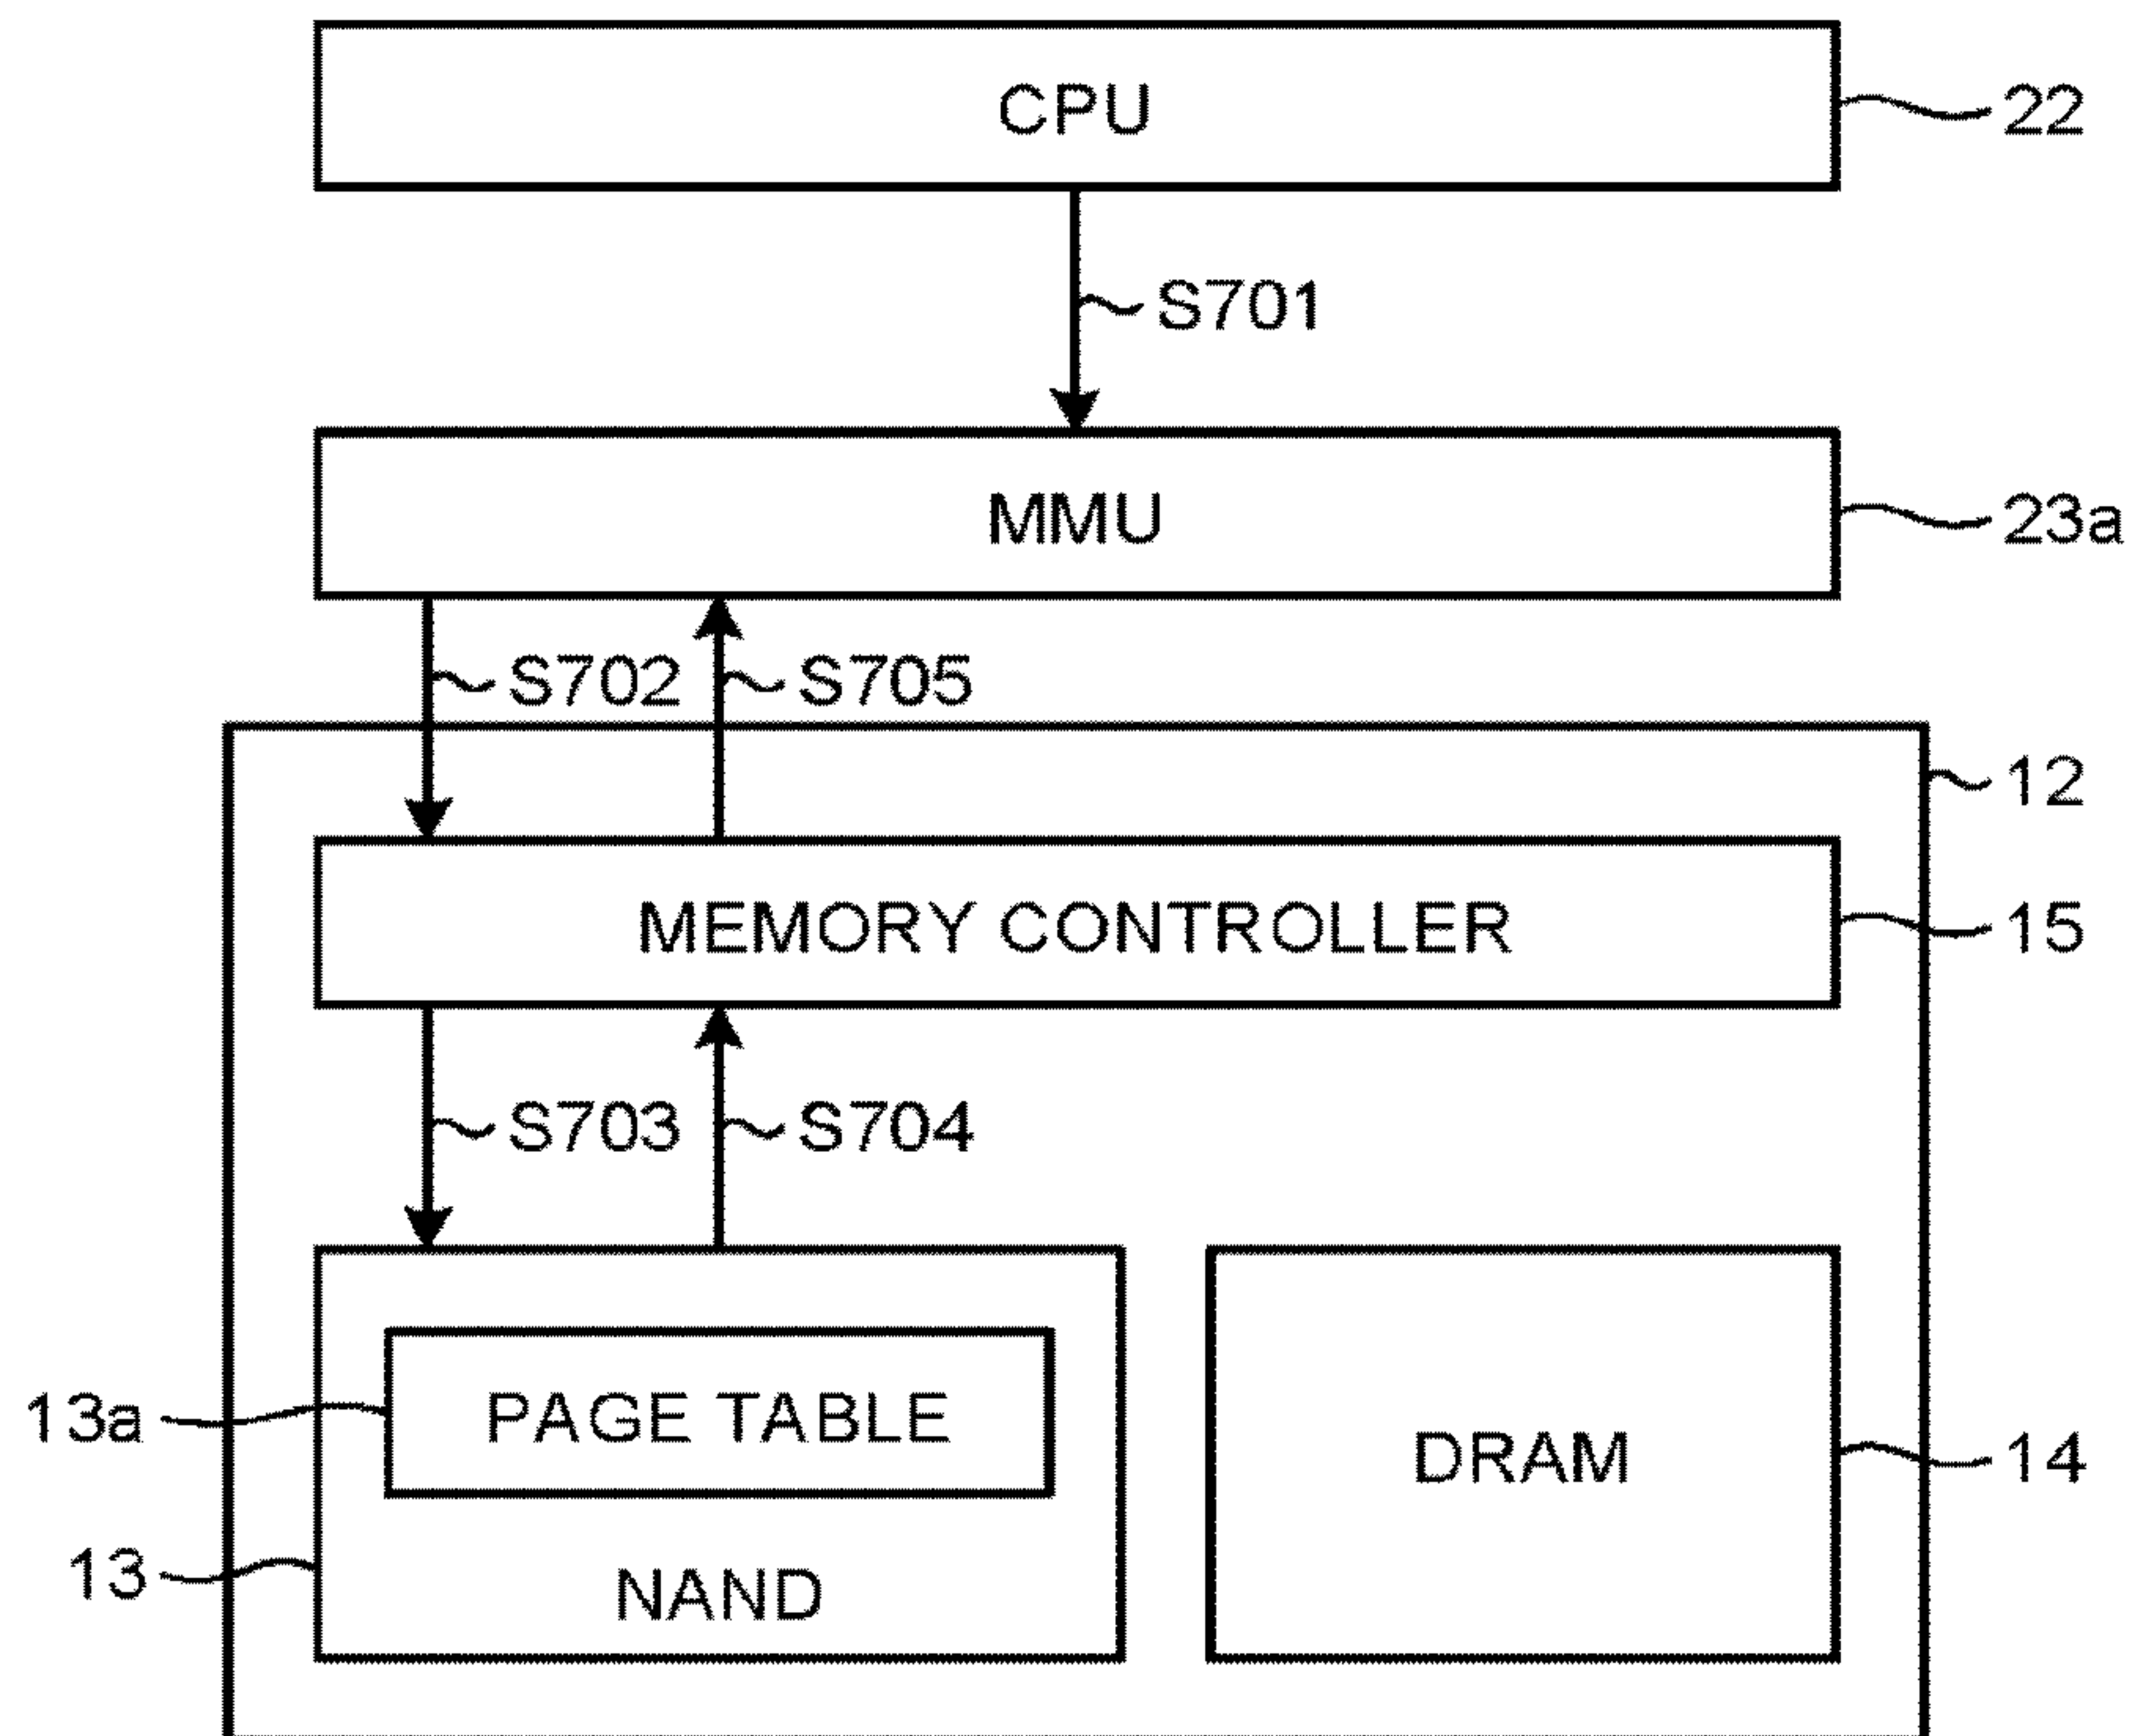 CPU
22
S701
MMU
23a
S702
S705
12
MEMORY CONTROLLER
15
S703
S704
13a
PAGE TABLE
DRAM
14
13
NAND